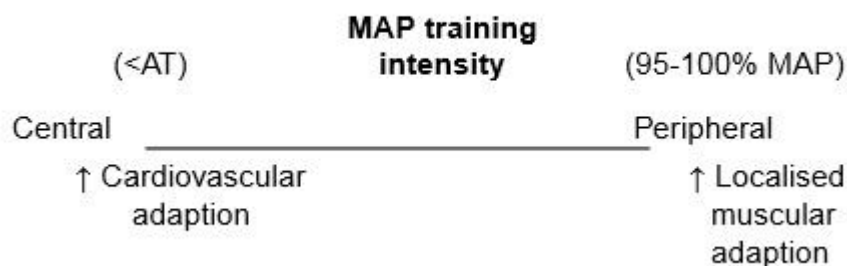 MAP training
(<AT) intensity (95-100% MAP)
Central Peripheral
↑ Cardiovascular ↑ Localised
adaption muscular
adaption